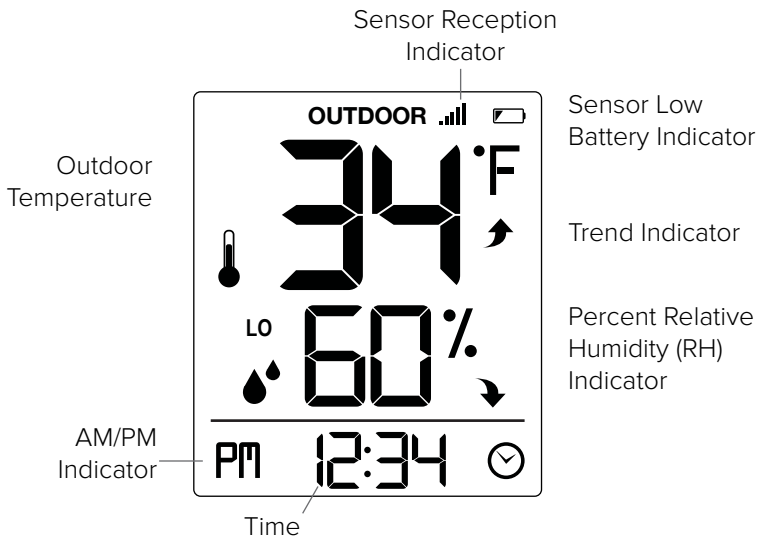 Sensor Reception
Indicator
OUTDOOR
Sensor Low
Battery Indicator
Outdoor
Temperature
34°F
Trend Indicator
LO
60%
Percent Relative
Humidity (RH)
Indicator
AM/PM
Indicator
PM 12:34
Time